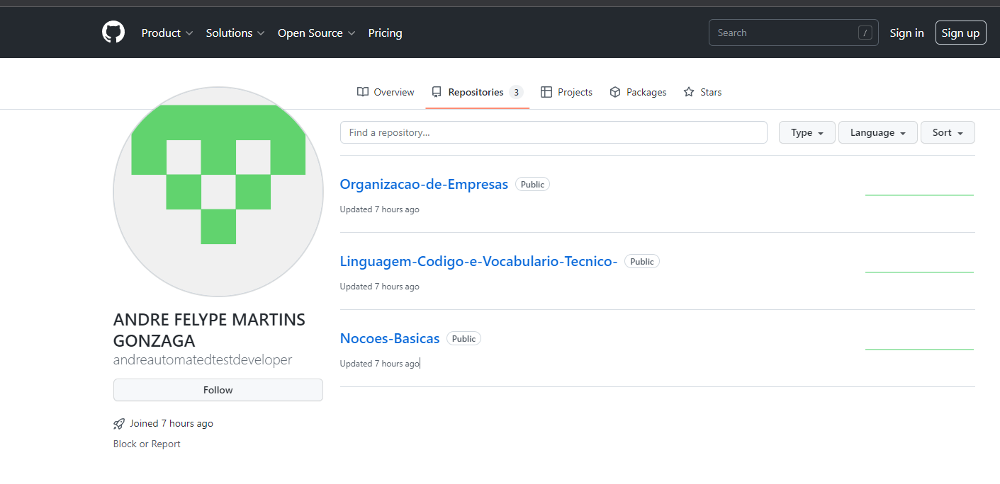 Product Solutions Open Source Pricing Search / Sign in Sign up
Overview Repositories 3 Projects Packages Stars
Find a repository... Type Language Sort
Organizacao-de-Empresas Public
Updated 7 hours ago
Linguagem-Codigo-e-Vocabulario-Tecnico- Public
Updated 7 hours ago
Nocoes-Basicas Public
Updated 7 hours ago
ANDRE FELYPE MARTINS
GONZAGA
andreautomatedtestdeveloper
Follow
Joined 7 hours ago
Block or Report